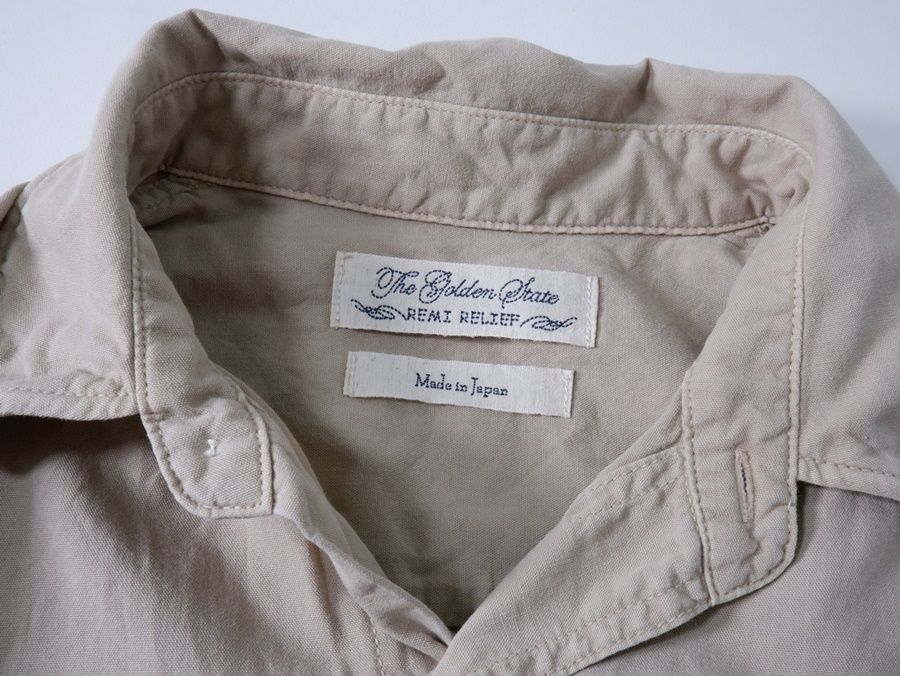 The Golden State
REMI RELIEF
Made in Japan